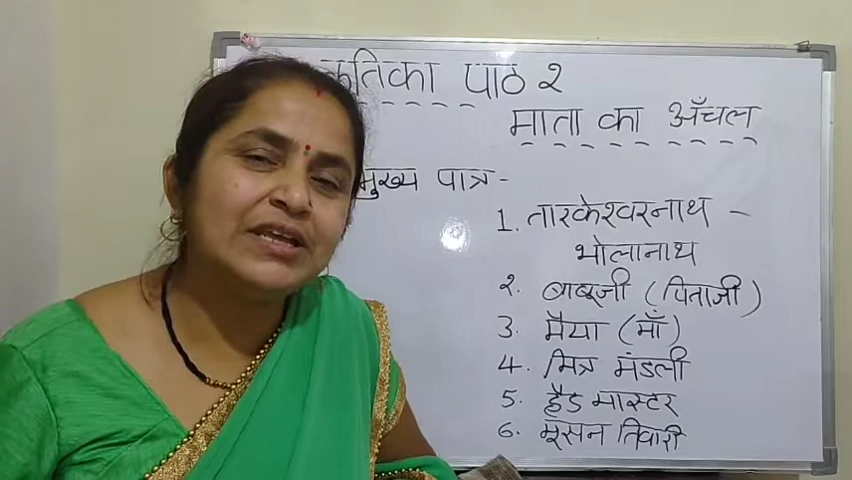 कृतिका पाठ २
माता का अँचल
मुख्य पात्र-
1. तारकेश्वरनाथ -
भोलानाथ
२. बाबूजी (पिताजी)
3. मैया (माँ)
4. मित्र मंडली
5. हैड मास्टर
6. मूसन तिवारी